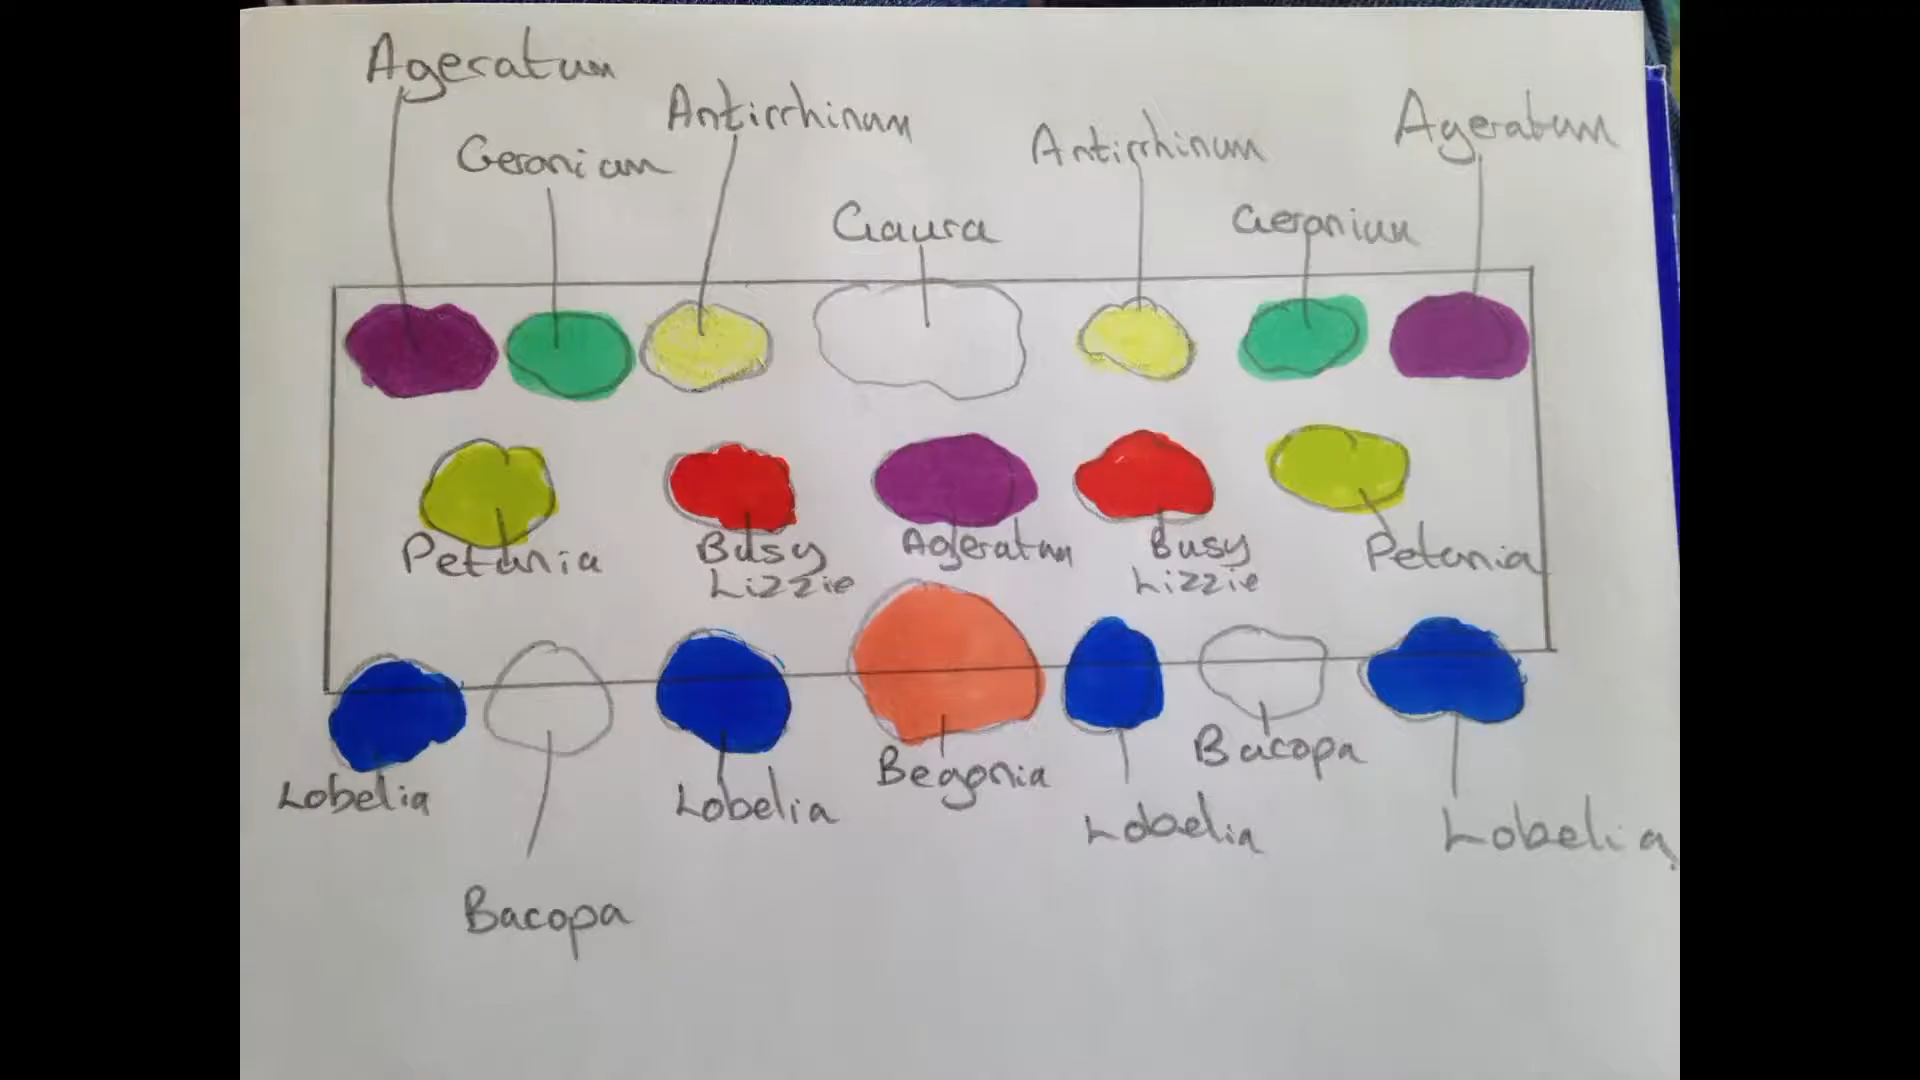 Ageratum
Geranium
Antirrhinum
Gaura
Antirrhinum
Geranium
Ageratum
Petunia
Busy
Lizzie
Ageratum
Busy
Lizzie
Petunia
Lobelia
Bacopa
Lobelia
Begonia
Lobelia
Bacopa
Lobelia